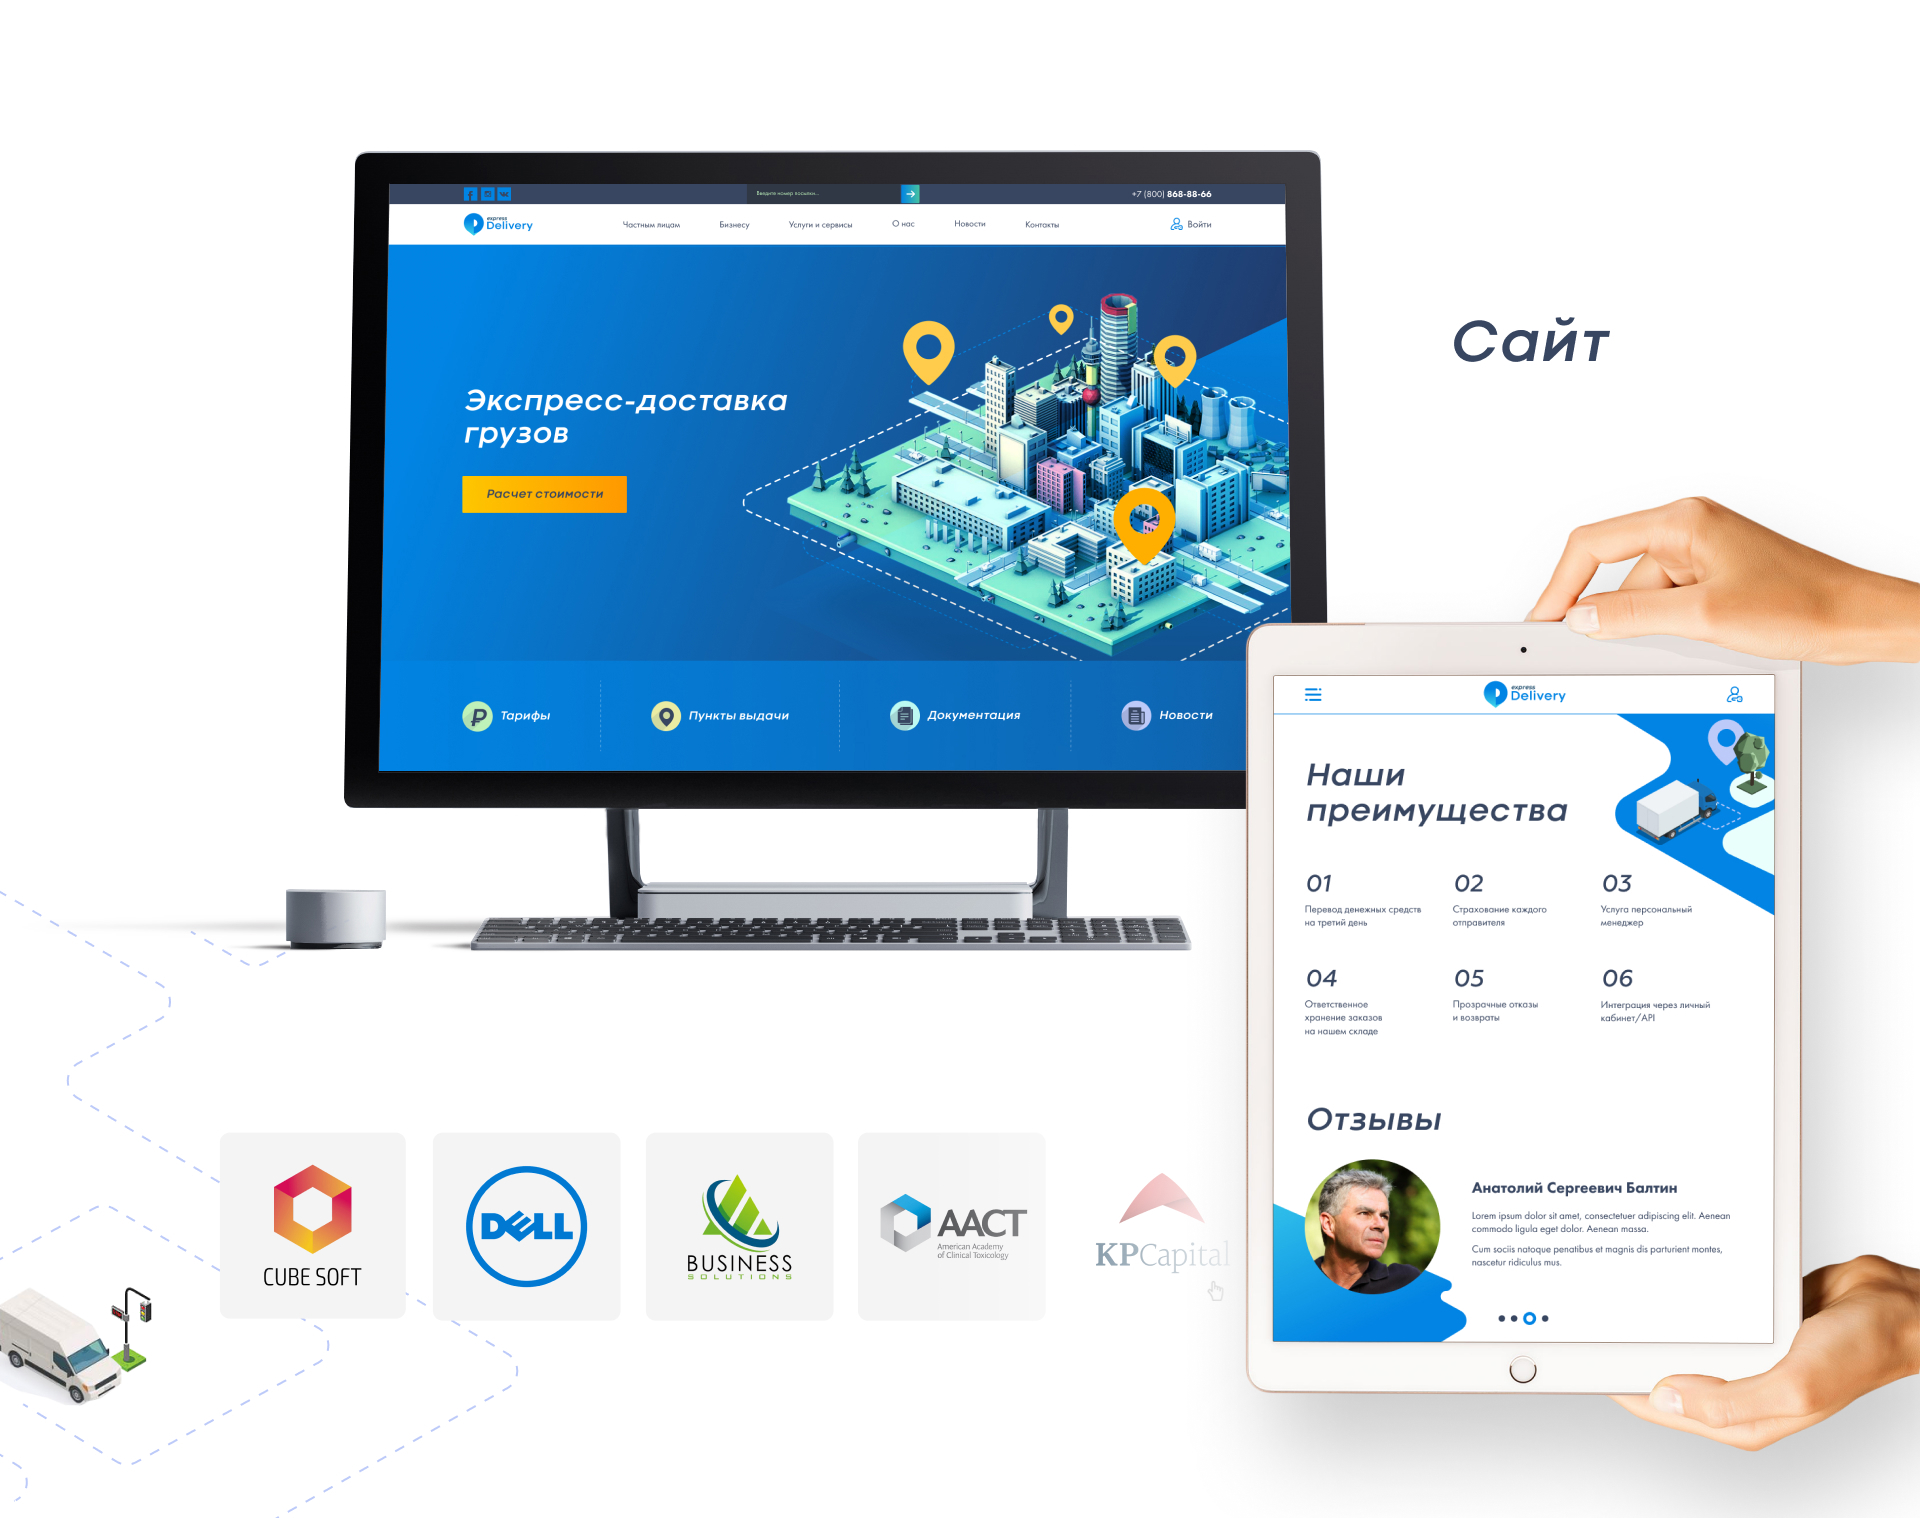 Введите номер посылки...
+7 (800) 868-88-66
express
Delivery
Частным лицам
Бизнесу
Услуги и сервисы
О нас
Новости
Контакты
Войти
Экспресс-доставка
грузов
Расчет стоимости
Тарифы
Пункты выдачи
Документация
Новости
Сайт
express
Delivery
Наши
преимущества
01
Перевод денежных средств
на третий день
02
Страхование каждого
отправителя
03
Услуга персональный
менеджер
04
Ответственное
хранение заказов
на нашем складе
05
Прозрачные отказы
и возвраты
06
Интеграция через личный
кабинет/API
Отзывы
Анатолий Сергеевич Балтин
Lorem ipsum dolor sit amet, consectetuer adipiscing elit. Aenean
commodo ligula eget dolor. Aenean massa.
Cum sociis natoque penatibus et magnis dis parturient montes,
nascetur ridiculus mus.
CUBE SOFT
DELL
BUSINESS
SOLUTIONS
AACT
American Academy
of Clinical Toxicology
KPCapital